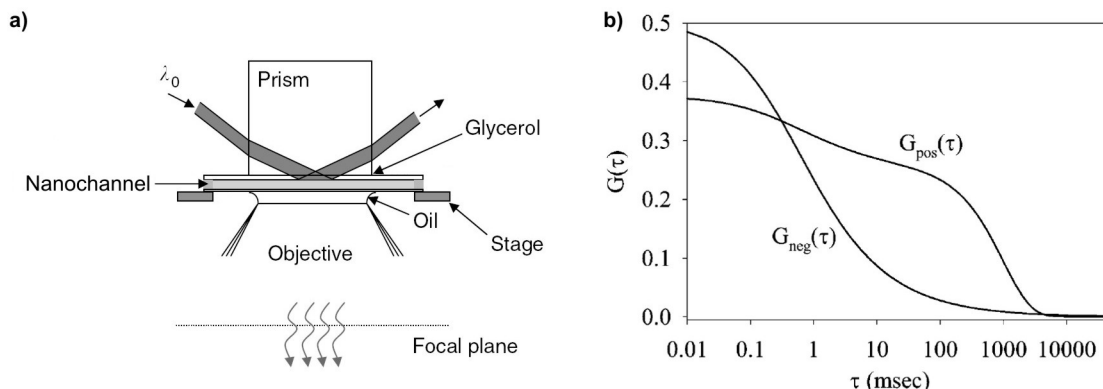 a)
λ0
Prism
Glycerol
Nanochannel
Oil
Stage
Objective
Focal plane
b)
G(τ)
0.5
0.4
0.3
0.2
0.1
0.0
Gpos(τ)
Gneg(τ)
0.01 0.1 1 10 100 1000 10000
τ (msec)